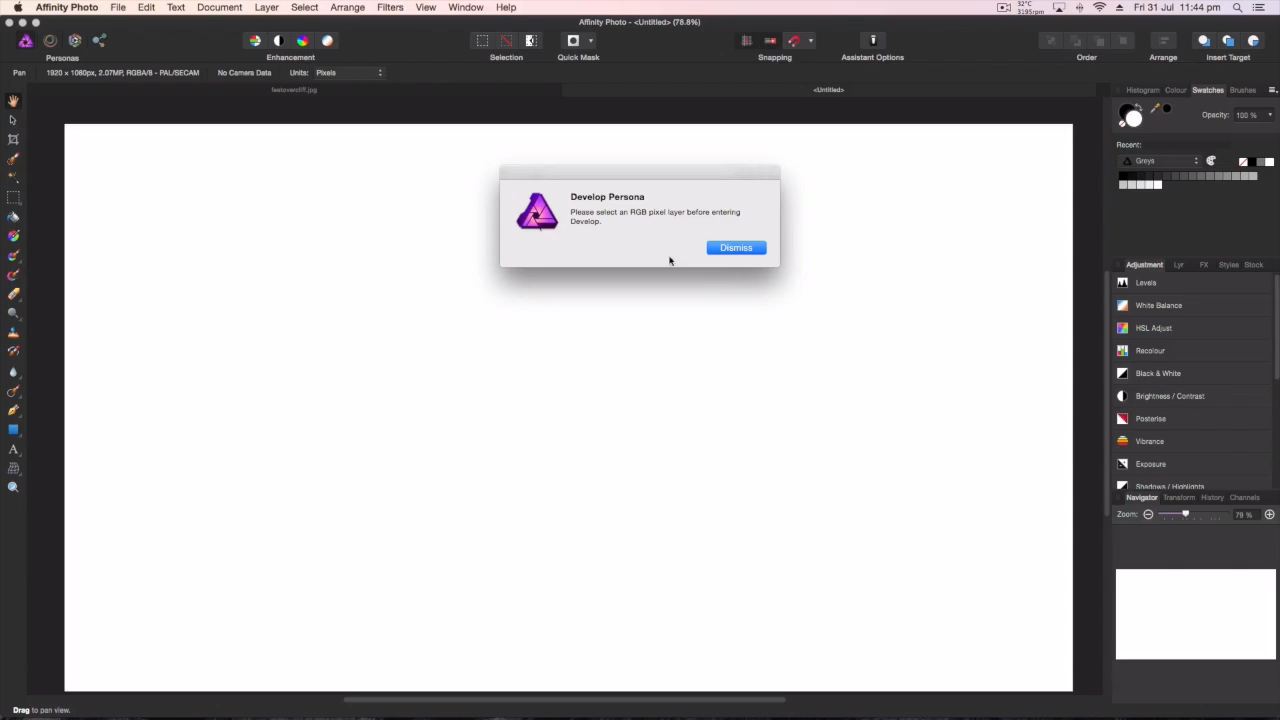 Affinity Photo File Edit Text Document Layer Select Arrange Filters View Window Help 32°C 3195rpm Fri 31 Jul 11:44 pm
Affinity Photo - <Untitled> (78.8%)
Personas Enhancement Selection Quick Mask Snapping Assistant Options Order Arrange Insert Target
Pan 1920 × 1080px, 2.07MP, RGBA/8 - PAL/SECAM No Camera Data Units: Pixels
feetovercliff.jpg <Untitled>
Histogram Colour Swatches Brushes
Opacity: 100 %
Recent:
Greys
Develop Persona
Please select an RGB pixel layer before entering
Develop.
Dismiss
Adjustment Lyr FX Styles Stock
Levels
White Balance
HSL Adjust
Recolour
Black & White
Brightness / Contrast
Posterise
Vibrance
Exposure
Shadows / Highlights
Navigator Transform History Channels
Zoom: 79 %
A
Drag to pan view.